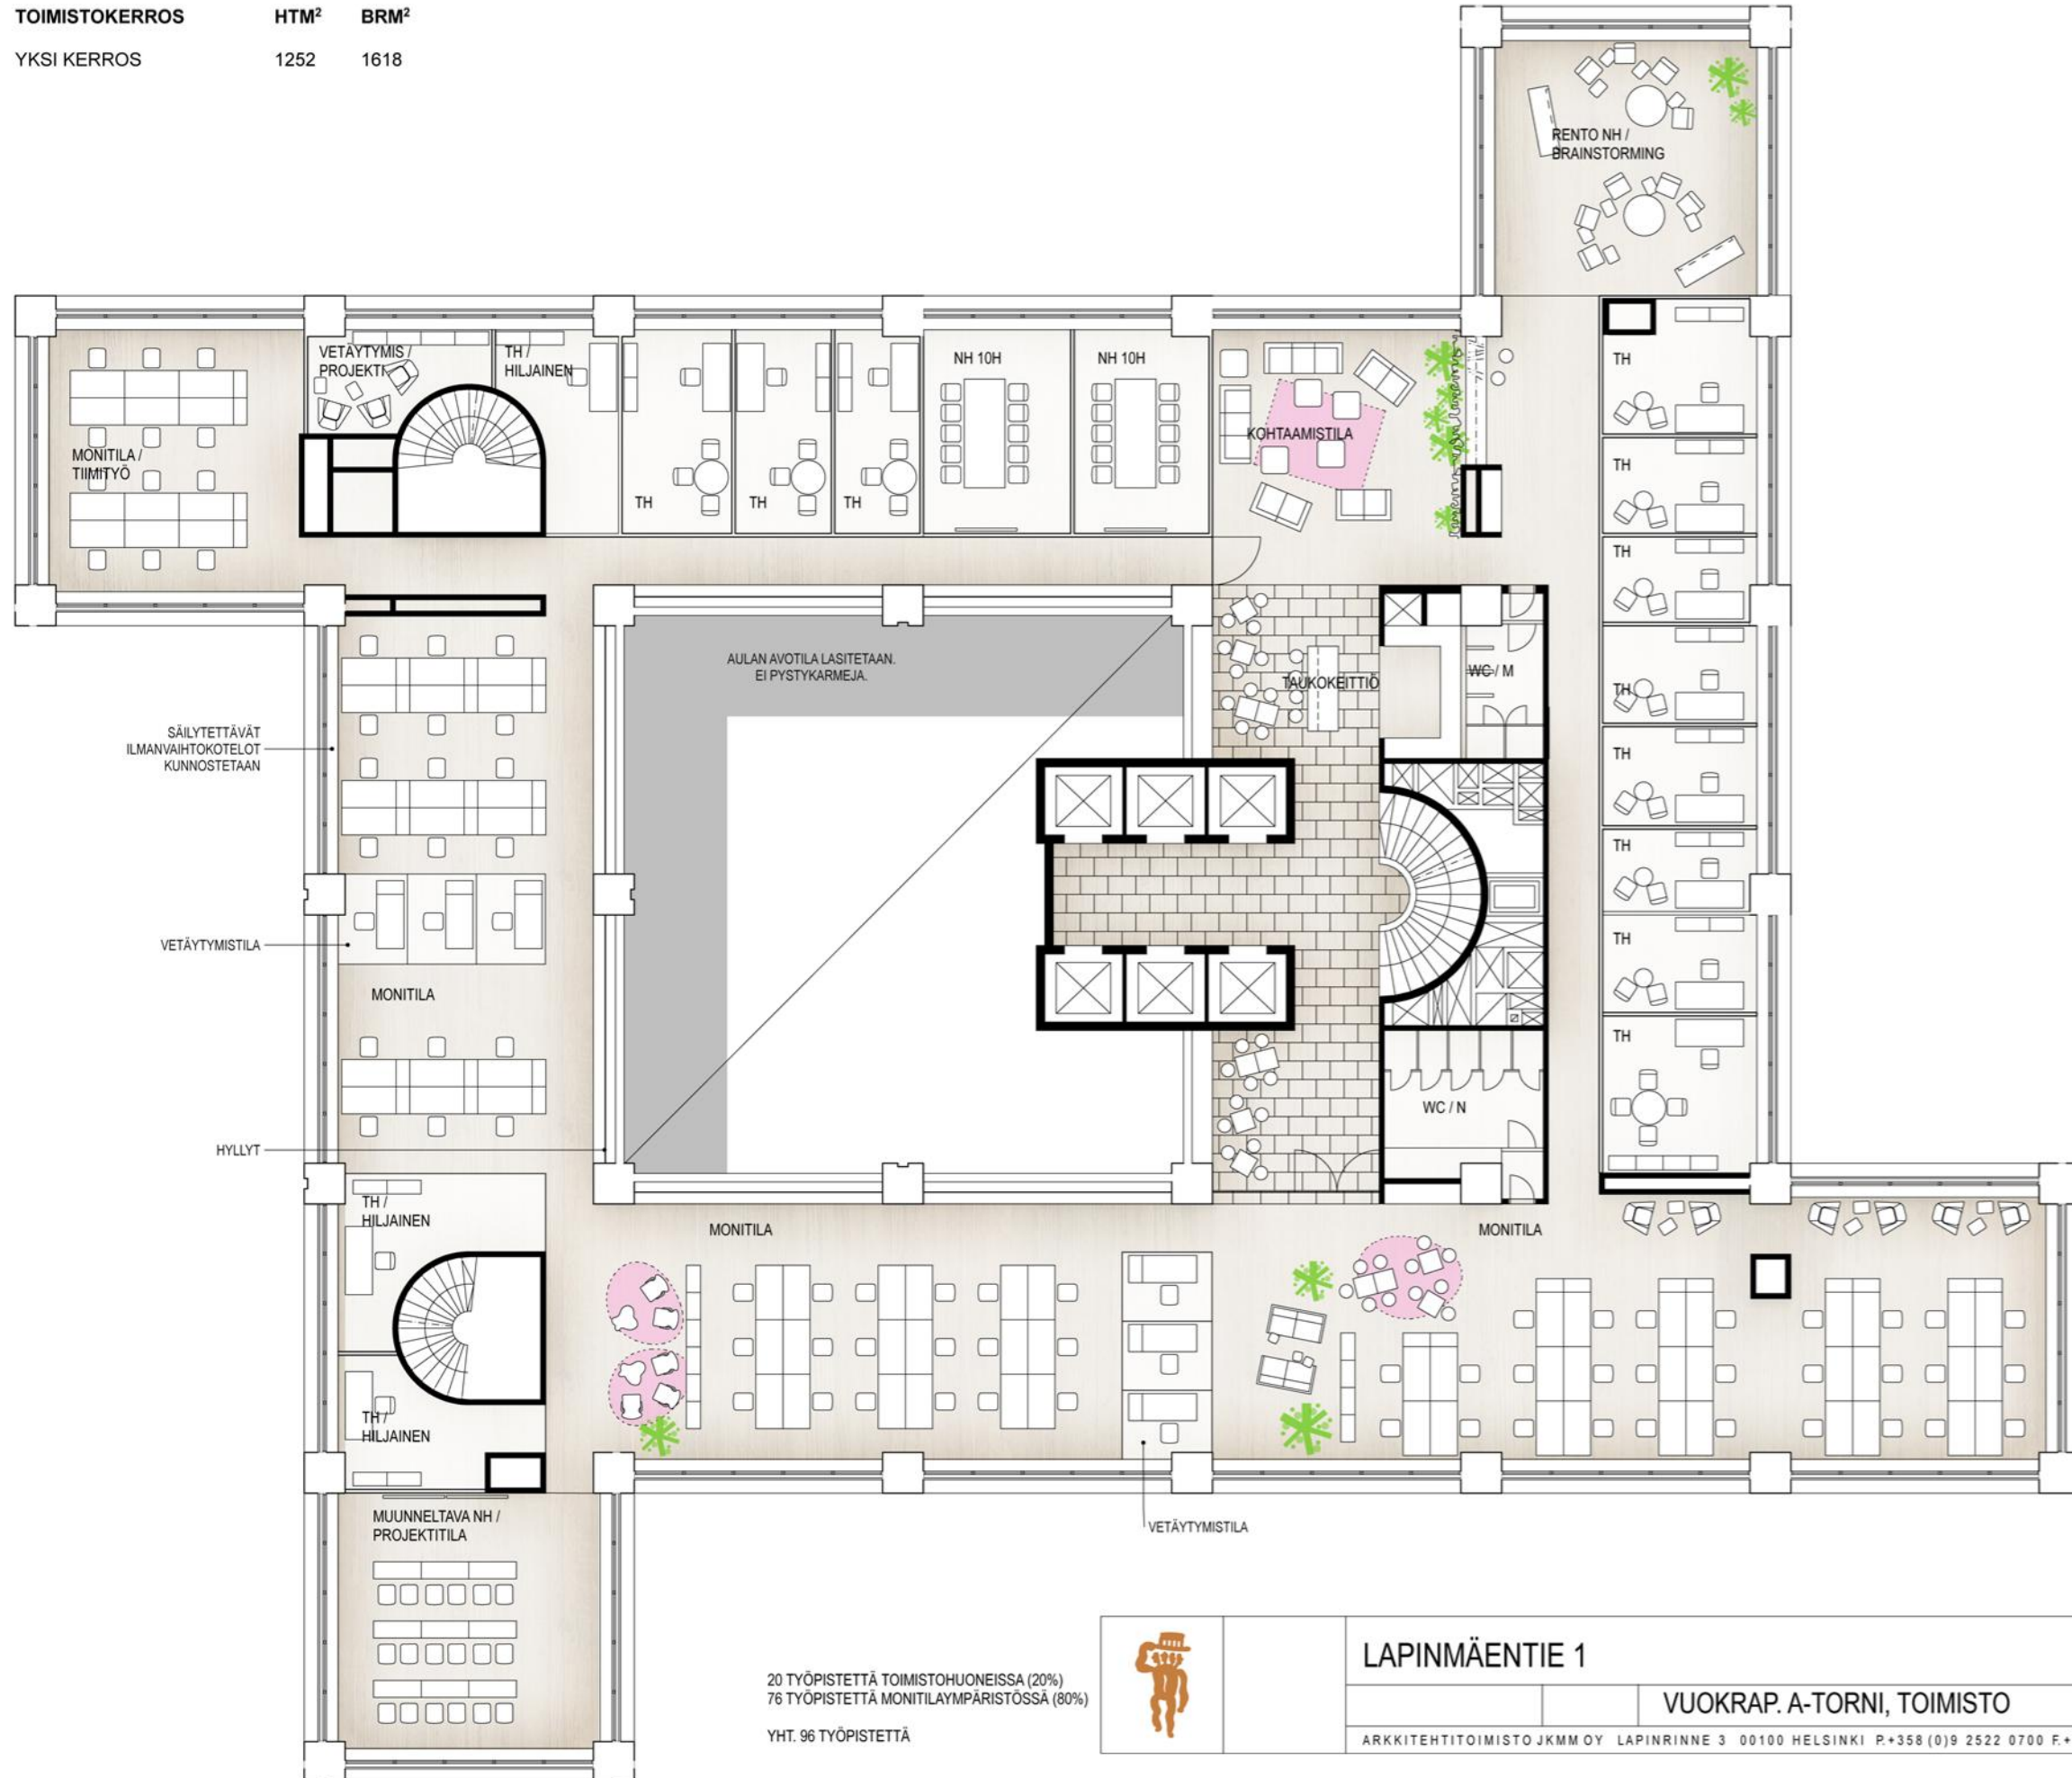 TOIMISTOKERROS HTM² BRM²
YKSI KERROS 1252 1618
RENTO NH /
BRAINSTORMING
VETÄYTYMIS /
PROJEKTI
TH /
HILJAINEN
NH 10H
NH 10H
KOHTAAMISTILA
MONITILA /
TIIMITYÖ
TH
TH
TH
TH
TH
TH
TH
TH
TH
TH
TH
AULAN AVOTILA LASITETAAN.
EI PYSTYKARMEJA.
TAUKOKEITTIÖ
WC / M
SÄILYTETTÄVÄT
ILMANVAIHTOKOTELOT
KUNNOSTETAAN
VETÄYTYMISTILA
MONITILA
WC / N
HYLLYT
TH /
HILJAINEN
MONITILA
MONITILA
TH /
HILJAINEN
MUUNNELTAVA NH /
PROJEKTITILA
VETÄYTYMISTILA
20 TYÖPISTETTÄ TOIMISTOHUONEISSA (20%)
76 TYÖPISTETTÄ MONITILAYMPÄRISTÖSSÄ (80%)
YHT. 96 TYÖPISTETTÄ
LAPINMÄENTIE 1
VUOKRAP. A-TORNI, TOIMISTO
ARKKITEHTITOIMISTO JKMM OY LAPINRINNE 3 00100 HELSINKI P.+358 (0)9 2522 0700 F.+